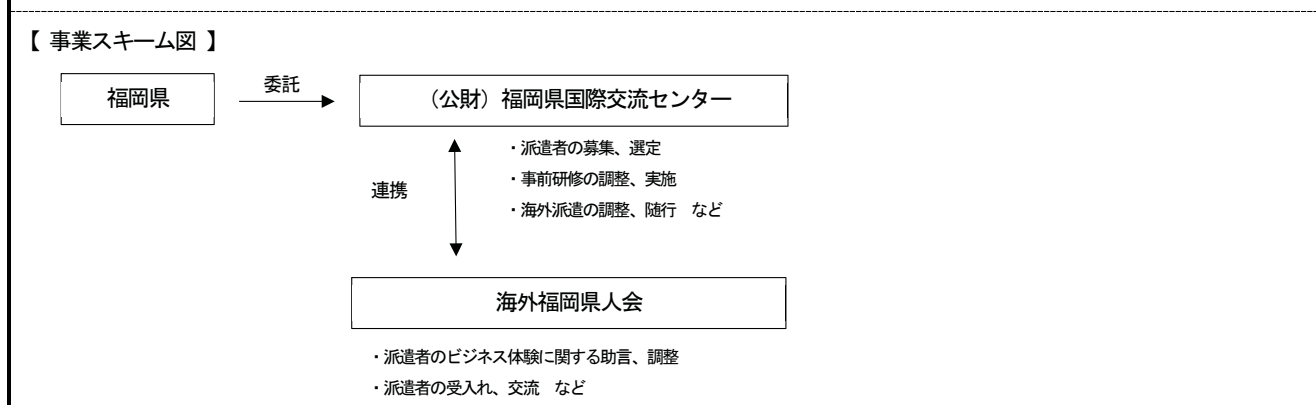 【 事業スキーム図 】
福岡県
委託
（公財）福岡県国際交流センター
・派遣者の募集、選定
・事前研修の調整、実施
・海外派遣の調整、随行　など
連携
海外福岡県人会
・派遣者のビジネス体験に関する助言、調整
・派遣者の受入れ、交流　など